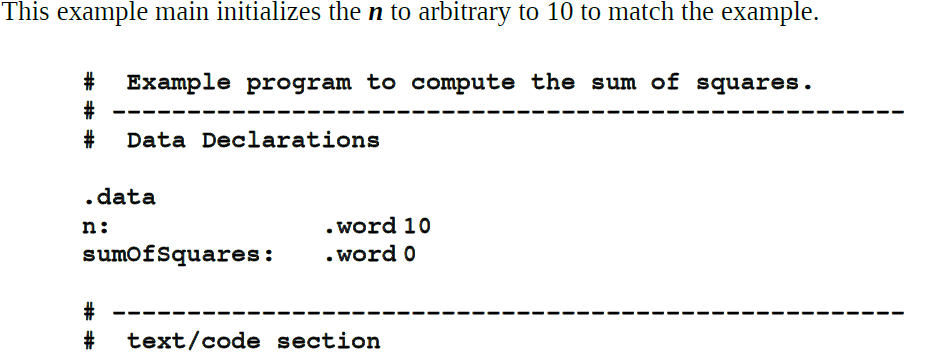 This example main initializes the n to arbitrary to 10 to match the example.
# Example program to compute the sum of squares.
# -----------------------------------------------------
# Data Declarations
.data
n: .word 10
sumOfSquares: .word 0
# -----------------------------------------------------
# text/code section